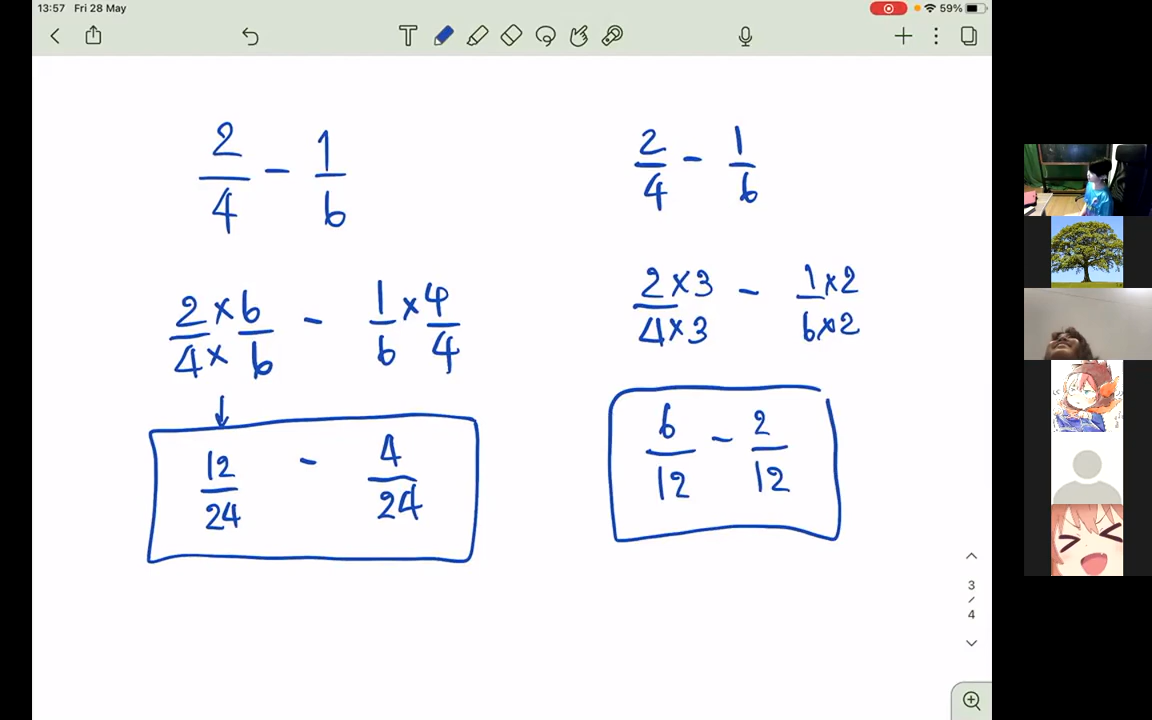 13:57 Fri 28 May
59%
T
2/4 - 1/6
2×6/4×6 - 1/6 × 4/4
12/24 - 4/24
2/4 - 1/6
2×3/4×3 - 1×2/6×2
6/12 - 2/12
3
/
4